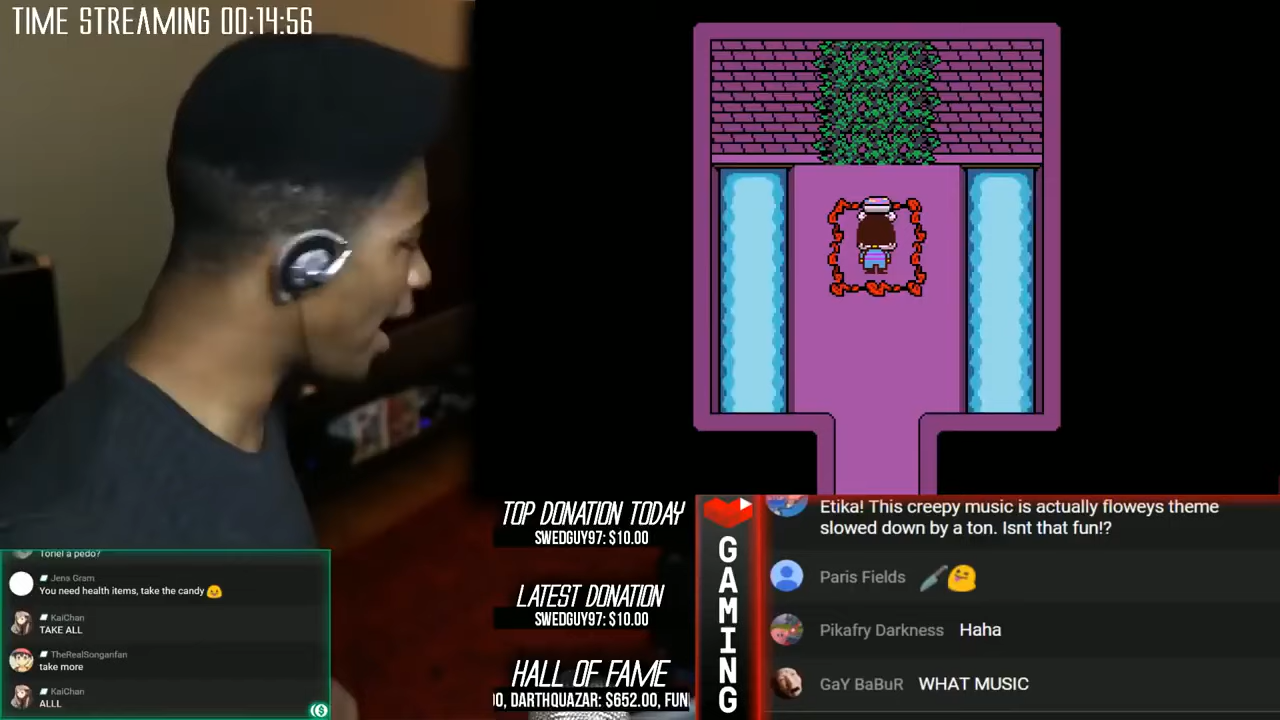 TIME STREAMING 00:14:56
Toriel a pedo?
Jens Gram
You need health items, take the candy
KaiChan
TAKE ALL
TheRealSonganfan
take more
KaiChan
ALLL
TOP DONATION TODAY
SWEDGUY97: $10.00
LATEST DONATION
SWEDGUY97: $10.00
HALL OF FAME
00, DARTHQUAZAR: $652.00, FUN
GAMING
Etika! This creepy music is actually floweys theme
slowed down by a ton. Isnt that fun!?
Paris Fields
Pikafry Darkness Haha
GaY BaBuR WHAT MUSIC